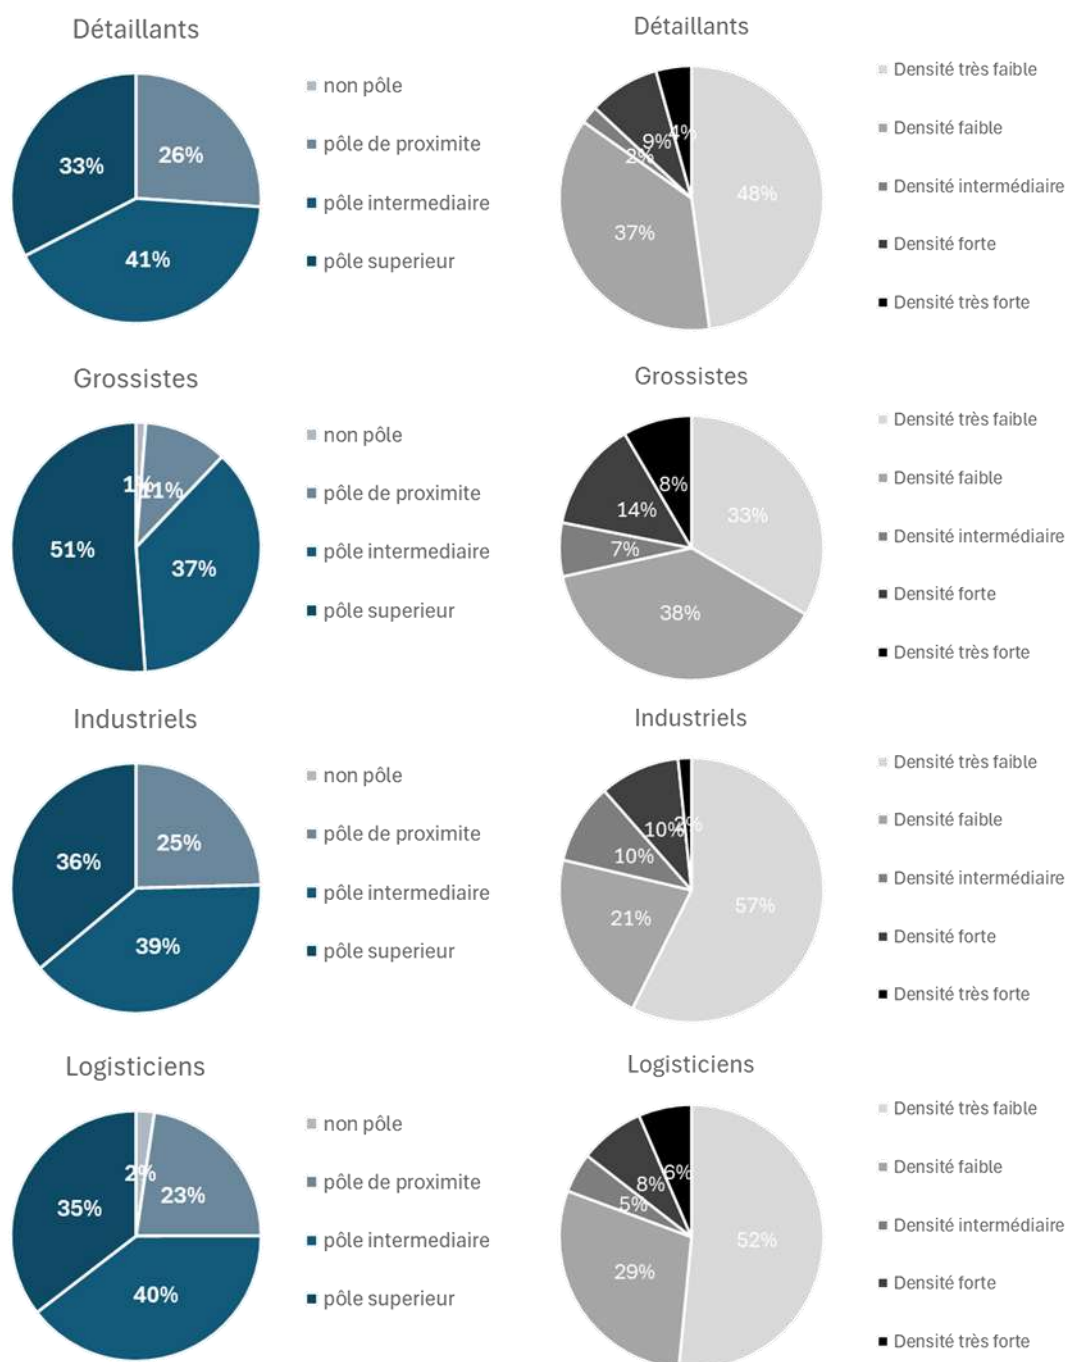 Détaillants
33%
26%
41%
non pôle
pôle de proximite
pôle intermediaire
pôle superieur
Détaillants
4%
9%
2%
48%
37%
Densité très faible
Densité faible
Densité intermédiaire
Densité forte
Densité très forte
Grossistes
1%
11%
51%
37%
non pôle
pôle de proximite
pôle intermediaire
pôle superieur
Grossistes
8%
14%
33%
7%
38%
Densité très faible
Densité faible
Densité intermédiaire
Densité forte
Densité très forte
Industriels
25%
36%
39%
non pôle
pôle de proximite
pôle intermediaire
pôle superieur
Industriels
2%
10%
10%
57%
21%
Densité très faible
Densité faible
Densité intermédiaire
Densité forte
Densité très forte
Logisticiens
2%
23%
35%
40%
non pôle
pôle de proximite
pôle intermediaire
pôle superieur
Logisticiens
6%
8%
5%
52%
29%
Densité très faible
Densité faible
Densité intermédiaire
Densité forte
Densité très forte